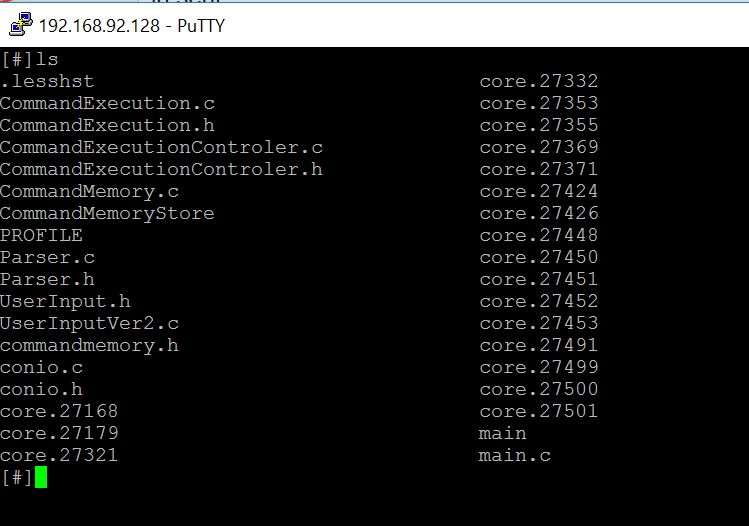 192.168.92.128 - PuTTY
[#]ls
.lesshst core.27332
CommandExecution.c core.27353
CommandExecution.h core.27355
CommandExecutionControler.c core.27369
CommandExecutionControler.h core.27371
CommandMemory.c core.27424
CommandMemoryStore core.27426
PROFILE core.27448
Parser.c core.27450
Parser.h core.27451
UserInput.h core.27452
UserInputVer2.c core.27453
commandmemory.h core.27491
conio.c core.27499
conio.h core.27500
core.27168 core.27501
core.27179 main
core.27321 main.c
[#]